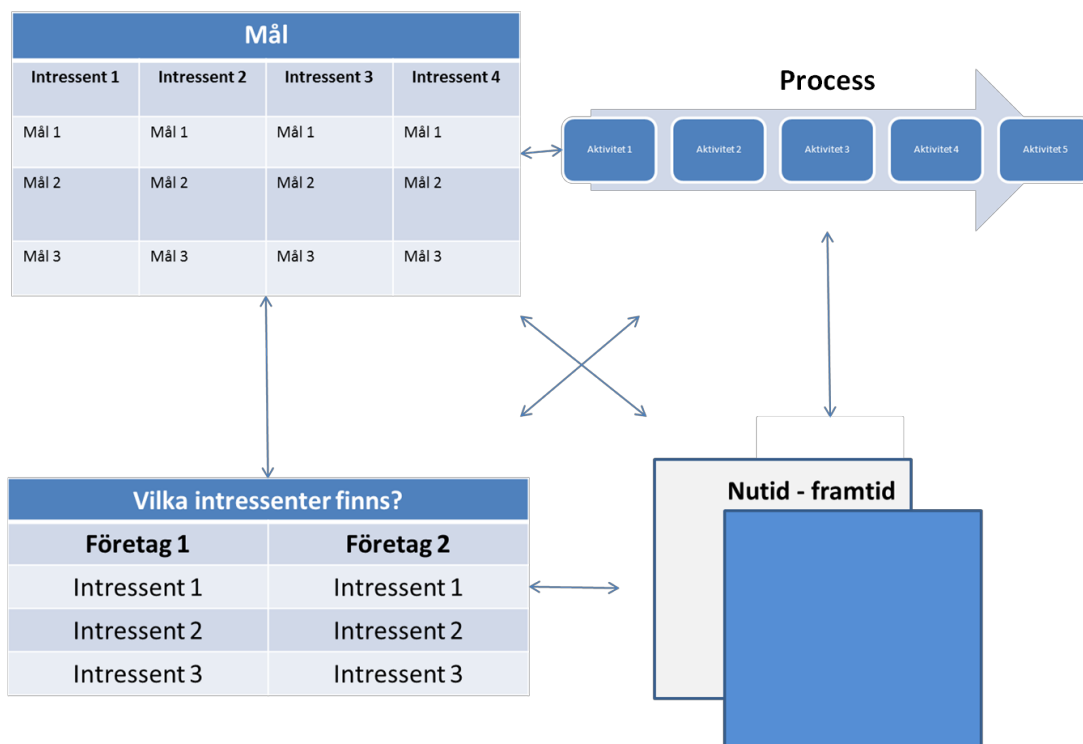 Mål
Intressent 1 Intressent 2 Intressent 3 Intressent 4
Mål 1 Mål 1 Mål 1 Mål 1
Mål 2 Mål 2 Mål 2 Mål 2
Mål 3 Mål 3 Mål 3 Mål 3
Process
Aktivitet 1 Aktivitet 2 Aktivitet 3 Aktivitet 4 Aktivitet 5
Vilka intressenter finns?
Företag 1 Företag 2
Intressent 1 Intressent 1
Intressent 2 Intressent 2
Intressent 3 Intressent 3
Nutid - framtid